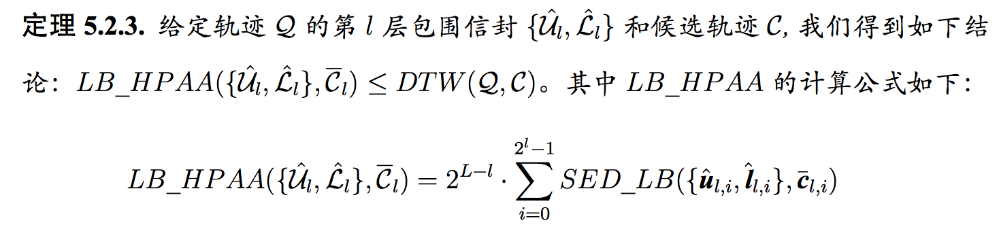 定理 5.2.3. 给定轨迹 $\mathcal{Q}$ 的第 $l$ 层包围信封 $\{\hat{\mathcal{U}}_l, \hat{\mathcal{L}}_l\}$ 和候选轨迹 $\mathcal{C}$, 我们得到如下结
论：$LB\_HPAA(\{\hat{\mathcal{U}}_l, \hat{\mathcal{L}}_l\}, \overline{\mathcal{C}}_l) \leq DTW(\mathcal{Q}, \mathcal{C})$。其中 $LB\_HPAA$ 的计算公式如下：
$LB\_HPAA(\{\hat{\mathcal{U}}_l, \hat{\mathcal{L}}_l\}, \overline{\mathcal{C}}_l) = 2^{L-l} \cdot \sum_{i=0}^{2^l-1} SED\_LB(\{\hat{\boldsymbol{u}}_{l,i}, \hat{\boldsymbol{l}}_{l,i}\}, \bar{\boldsymbol{c}}_{l,i})$